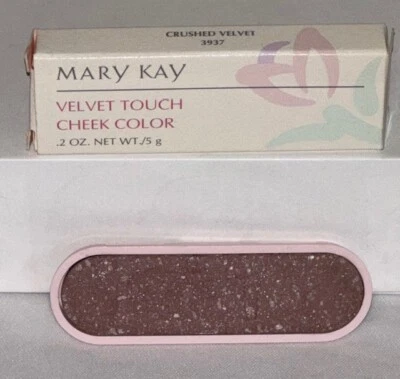 CRUSHED VELVET
3937
MARY KAY
VELVET TOUCH
CHEEK COLOR
.2 OZ. NET WT./5 g